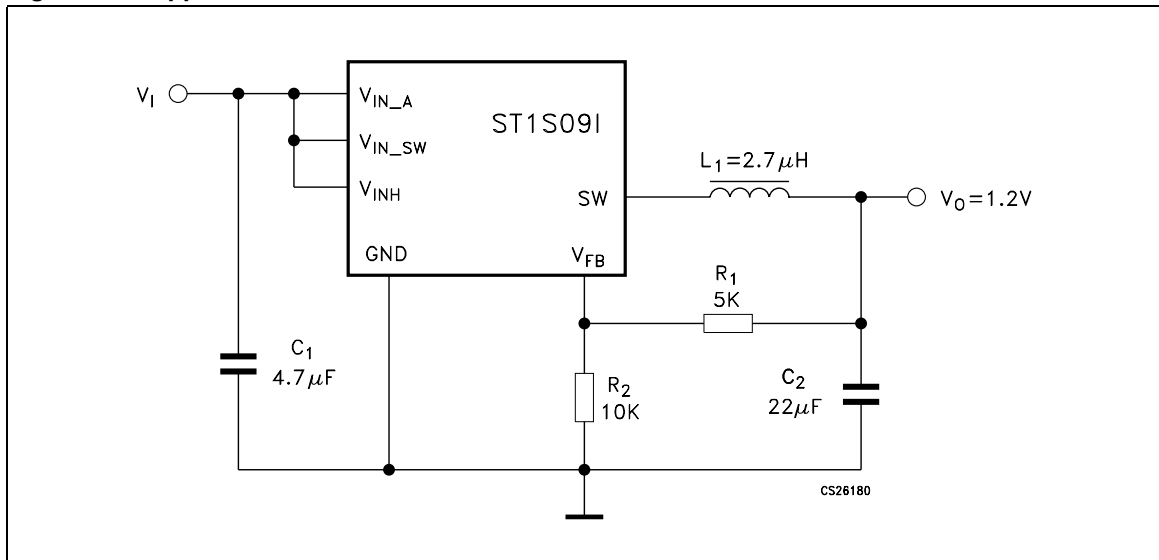 V_I
V_IN_A
V_IN_SW
V_INH
GND
ST1S09I
SW
V_FB
L_1=2.7μH
V_O=1.2V
R_1
5K
C_1
4.7μF
R_2
10K
C_2
22μF
CS26180